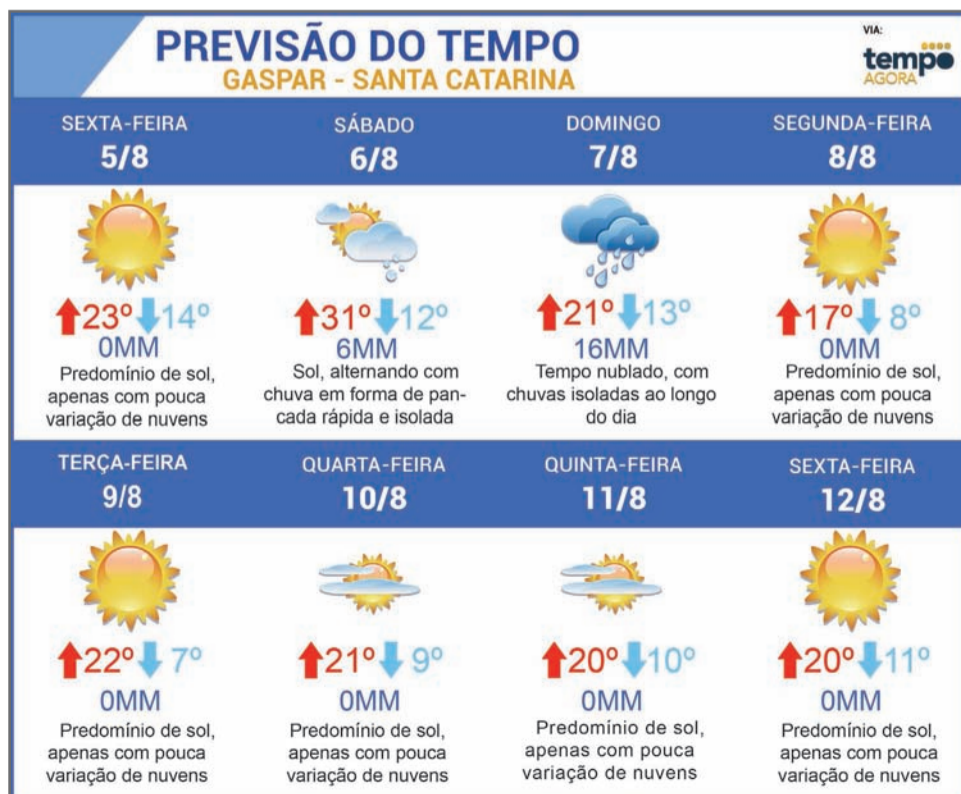 PREVISÃO DO TEMPO
GASPAR - SANTA CATARINA
VIA:
tempo
AGORA
SEXTA-FEIRA
5/8
SÁBADO
6/8
DOMINGO
7/8
SEGUNDA-FEIRA
8/8
23º 14º
0MM
Predomínio de sol,
apenas com pouca
variação de nuvens
31º 12º
6MM
Sol, alternando com
chuva em forma de pan-
cada rápida e isolada
21º 13º
16MM
Tempo nublado, com
chuvas isoladas ao longo
do dia
17º 8º
0MM
Predomínio de sol,
apenas com pouca
variação de nuvens
TERÇA-FEIRA
9/8
QUARTA-FEIRA
10/8
QUINTA-FEIRA
11/8
SEXTA-FEIRA
12/8
22º 7º
0MM
Predomínio de sol,
apenas com pouca
variação de nuvens
21º 9º
0MM
Predomínio de sol,
apenas com pouca
variação de nuvens
20º 10º
0MM
Predomínio de sol,
apenas com pouca
variação de nuvens
20º 11º
0MM
Predomínio de sol,
apenas com pouca
variação de nuvens